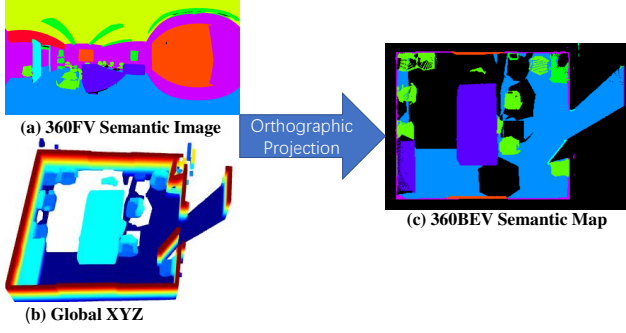 (a) 360FV Semantic Image
Orthographic
Projection
(b) Global XYZ
(c) 360BEV Semantic Map